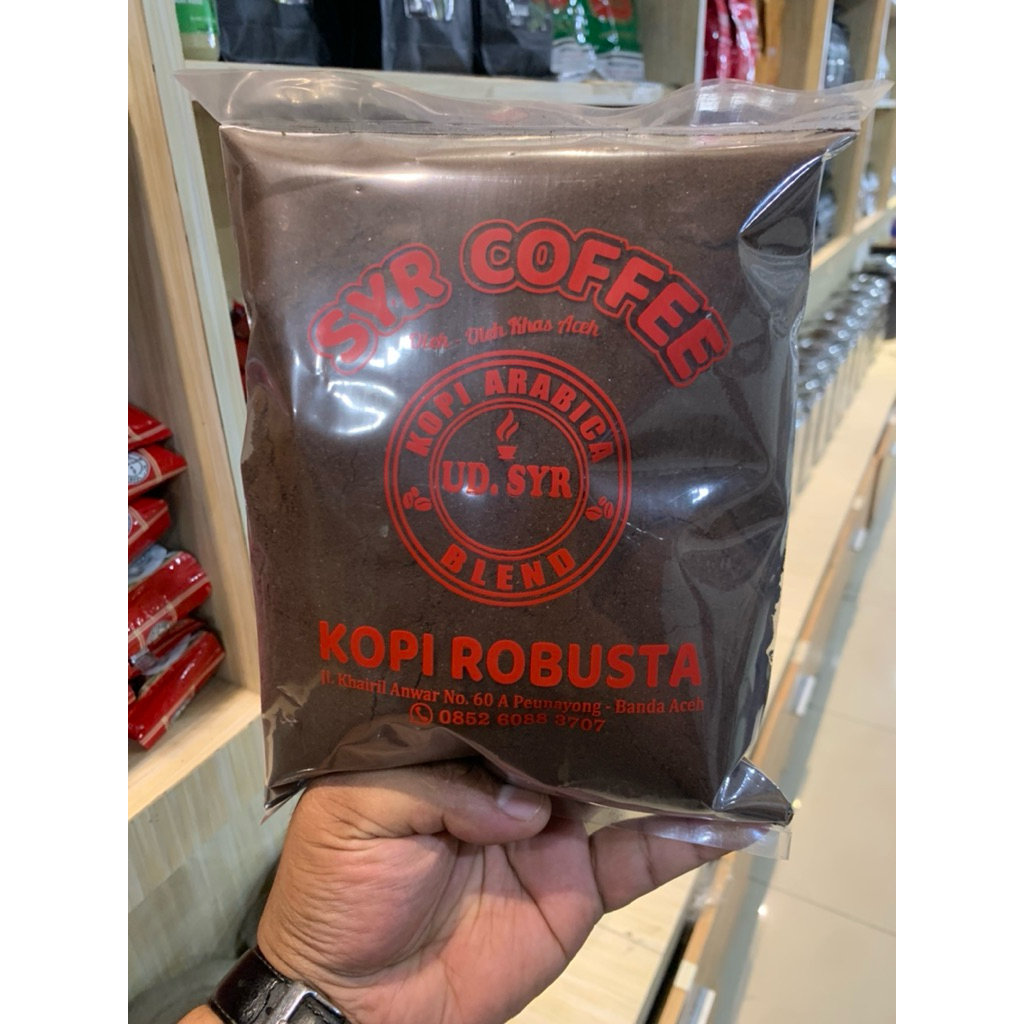 SYR COFFEE
Oleh - Oleh Khas Aceh
KOPI ARABICA
UD. SYR
BLEND
KOPI ROBUSTA
Jl. Khairil Anwar No. 60 A Peunayong - Banda Aceh
0852 6088 3707